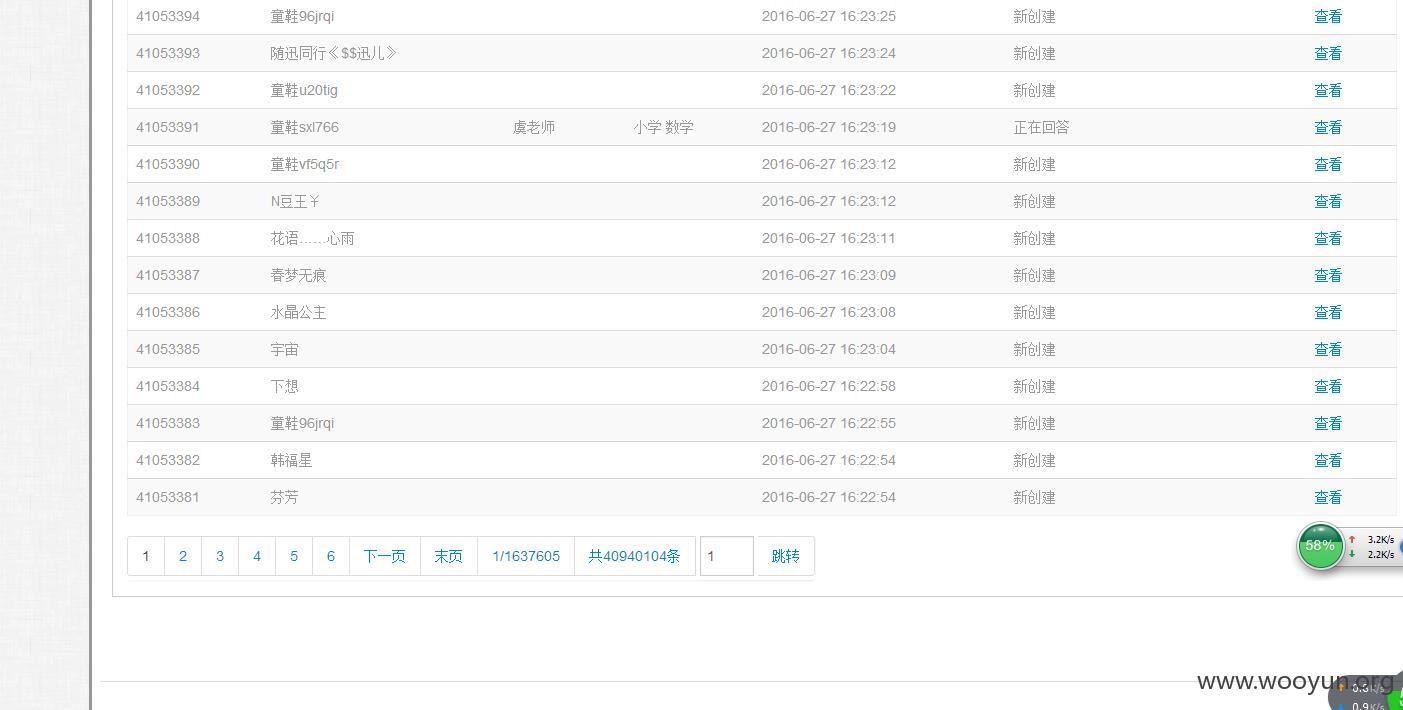 41053394 童鞋96jrqi 2016-06-27 16:23:25 新创建 查看
41053393 随迅同行《$$迅儿》 2016-06-27 16:23:24 新创建 查看
41053392 童鞋u20tig 2016-06-27 16:23:22 新创建 查看
41053391 童鞋sxl766 虞老师 小学 数学 2016-06-27 16:23:19 正在回答 查看
41053390 童鞋vf5q5r 2016-06-27 16:23:12 新创建 查看
41053389 N豆王￥ 2016-06-27 16:23:12 新创建 查看
41053388 花语……心雨 2016-06-27 16:23:11 新创建 查看
41053387 春梦无痕 2016-06-27 16:23:09 新创建 查看
41053386 水晶公主 2016-06-27 16:23:08 新创建 查看
41053385 宇宙 2016-06-27 16:23:04 新创建 查看
41053384 下想 2016-06-27 16:22:58 新创建 查看
41053383 童鞋96jrqi 2016-06-27 16:22:55 新创建 查看
41053382 韩福星 2016-06-27 16:22:54 新创建 查看
41053381 芬芳 2016-06-27 16:22:54 新创建 查看
1 2 3 4 5 6 下一页 末页 1/1637605 共40940104条 1 跳转
58% 3.2K/s
2.2K/s
www.wooyun.org
0.9K/s